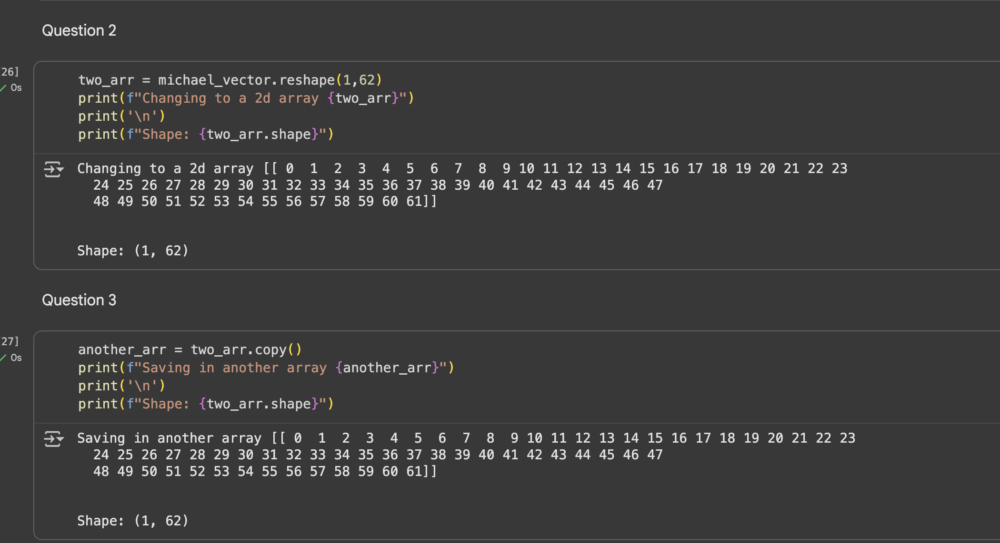 Question 2
26]
0s
two_arr = michael_vector.reshape(1,62)
print(f"Changing to a 2d array {two_arr}")
print('\n')
print(f"Shape: {two_arr.shape}")
Changing to a 2d array [[ 0  1  2  3  4  5  6  7  8  9 10 11 12 13 14 15 16 17 18 19 20 21 22 23
  24 25 26 27 28 29 30 31 32 33 34 35 36 37 38 39 40 41 42 43 44 45 46 47
  48 49 50 51 52 53 54 55 56 57 58 59 60 61]]
Shape: (1, 62)
Question 3
27]
0s
another_arr = two_arr.copy()
print(f"Saving in another array {another_arr}")
print('\n')
print(f"Shape: {two_arr.shape}")
Saving in another array [[ 0  1  2  3  4  5  6  7  8  9 10 11 12 13 14 15 16 17 18 19 20 21 22 23
  24 25 26 27 28 29 30 31 32 33 34 35 36 37 38 39 40 41 42 43 44 45 46 47
  48 49 50 51 52 53 54 55 56 57 58 59 60 61]]
Shape: (1, 62)